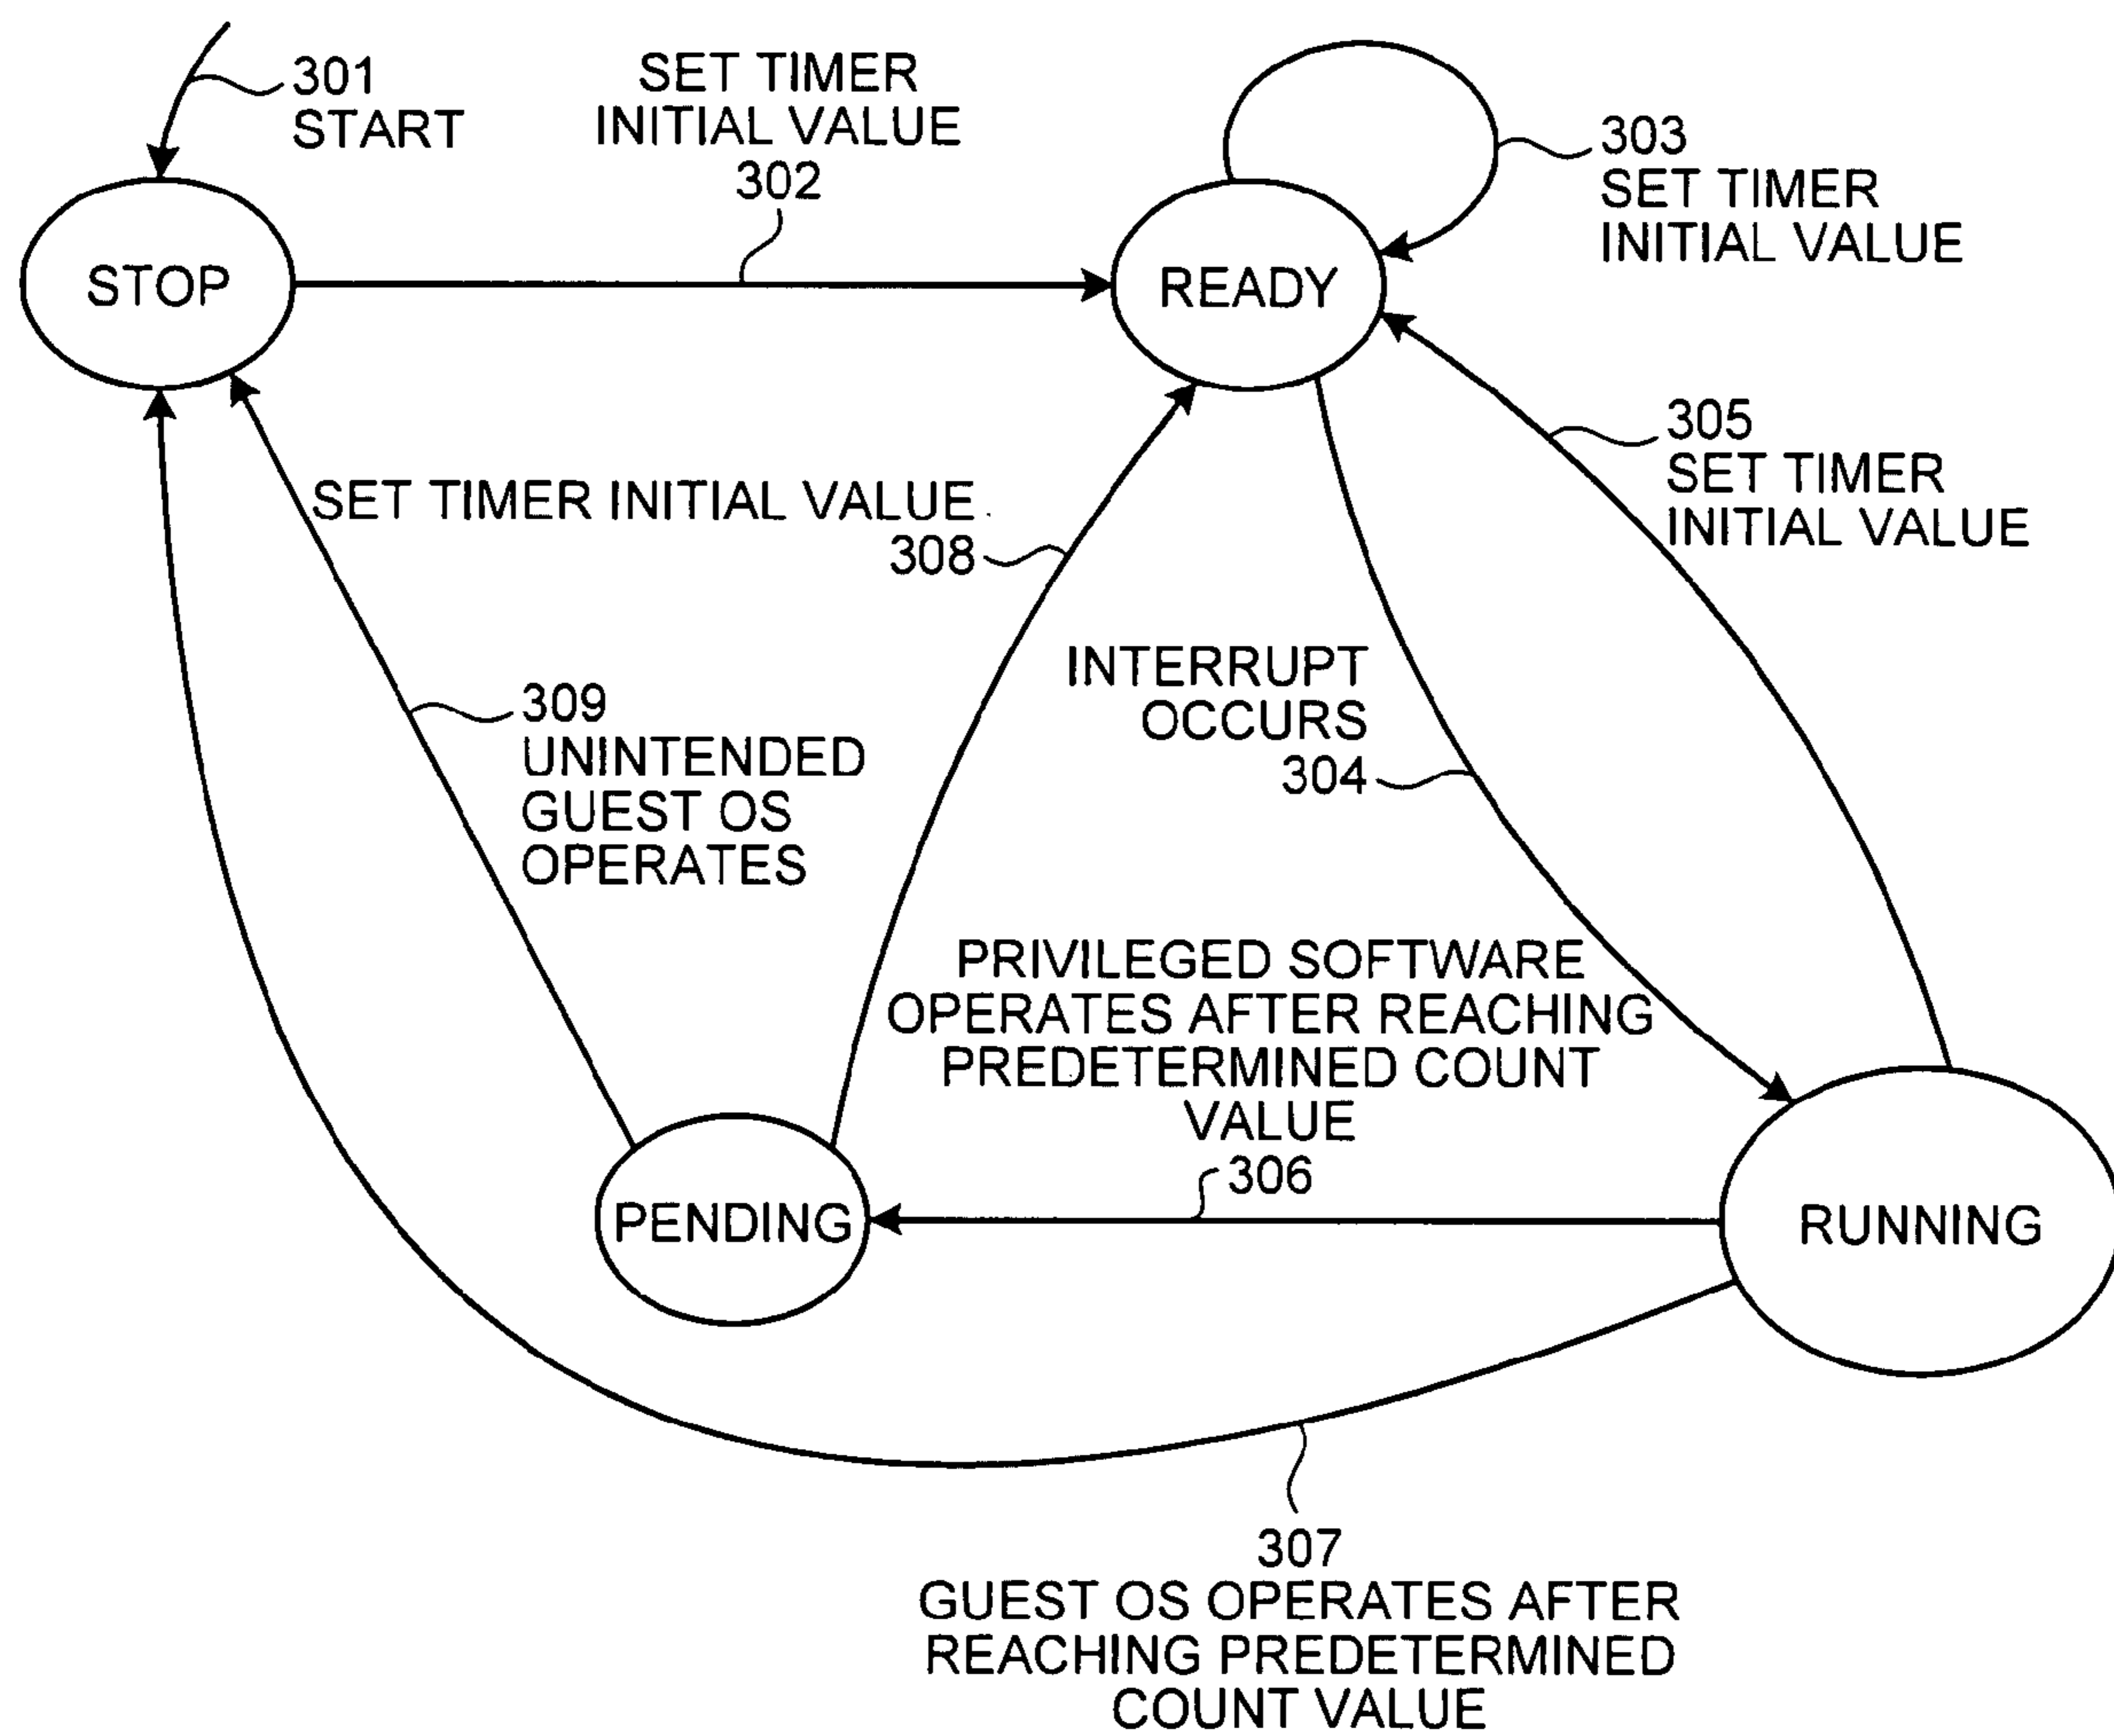 301
START
SET TIMER
INITIAL VALUE
302
303
SET TIMER
INITIAL VALUE
STOP
READY
305
SET TIMER
INITIAL VALUE
SET TIMER INITIAL VALUE
308
INTERRUPT
OCCURS
304
309
UNINTENDED
GUEST OS
OPERATES
PRIVILEGED SOFTWARE
OPERATES AFTER REACHING
PREDETERMINED COUNT
VALUE
306
PENDING
RUNNING
307
GUEST OS OPERATES AFTER
REACHING PREDETERMINED
COUNT VALUE